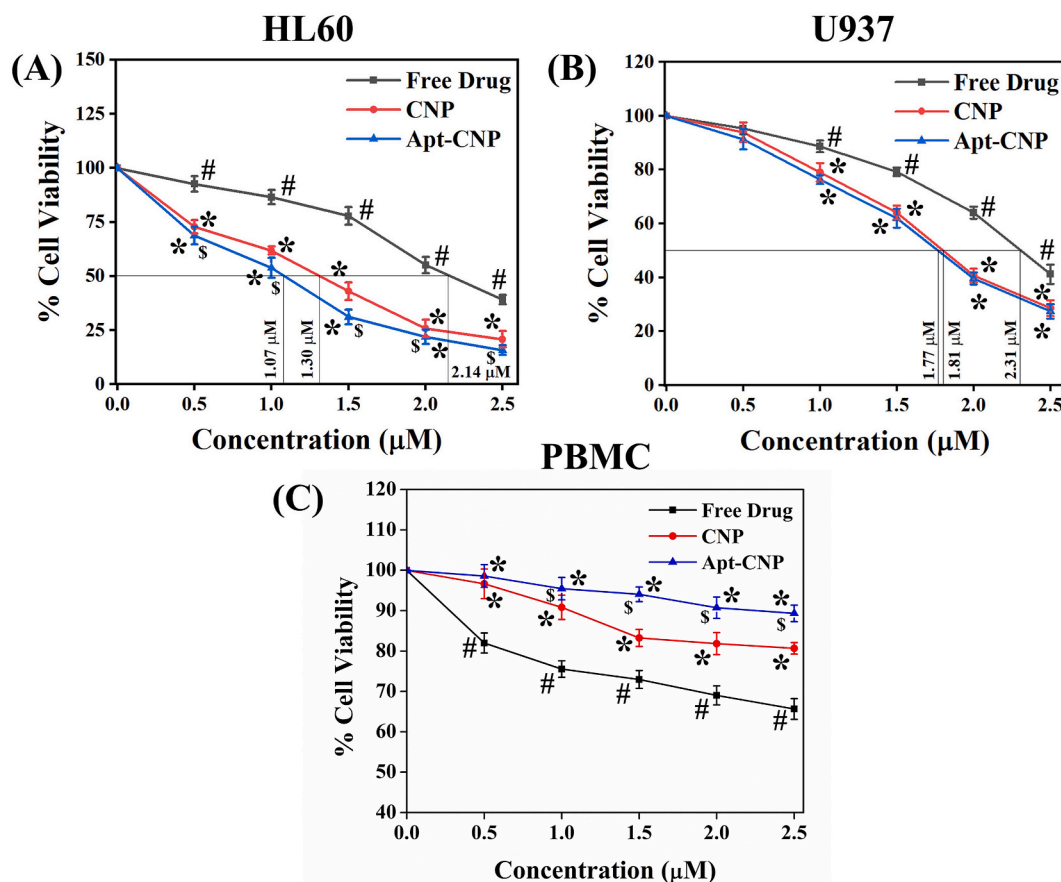 HL60
(A)
150
125
100
75
50
25
0
% Cell Viability
Free Drug
CNP
Apt-CNP
#
#
#
#
#
*
*
*
*
*
*
$
*
$
*
$
$
*
$
1.07 μM
1.30 μM
2.14 μM
0.0 0.5 1.0 1.5 2.0 2.5
Concentration (μM)
U937
(B)
120
100
80
60
40
20
0
% Cell Viability
Free Drug
CNP
Apt-CNP
#
#
#
#
*
*
*
*
*
*
*
*
1.77 μM
1.81 μM
2.31 μM
0.0 0.5 1.0 1.5 2.0 2.5
Concentration (μM)
PBMC
(C)
120
110
100
90
80
70
60
50
40
% Cell Viability
Free Drug
CNP
Apt-CNP
*
*
*
*
*
$
$
$
$
*
*
*
*
*
#
#
#
#
#
0.0 0.5 1.0 1.5 2.0 2.5
Concentration (μM)